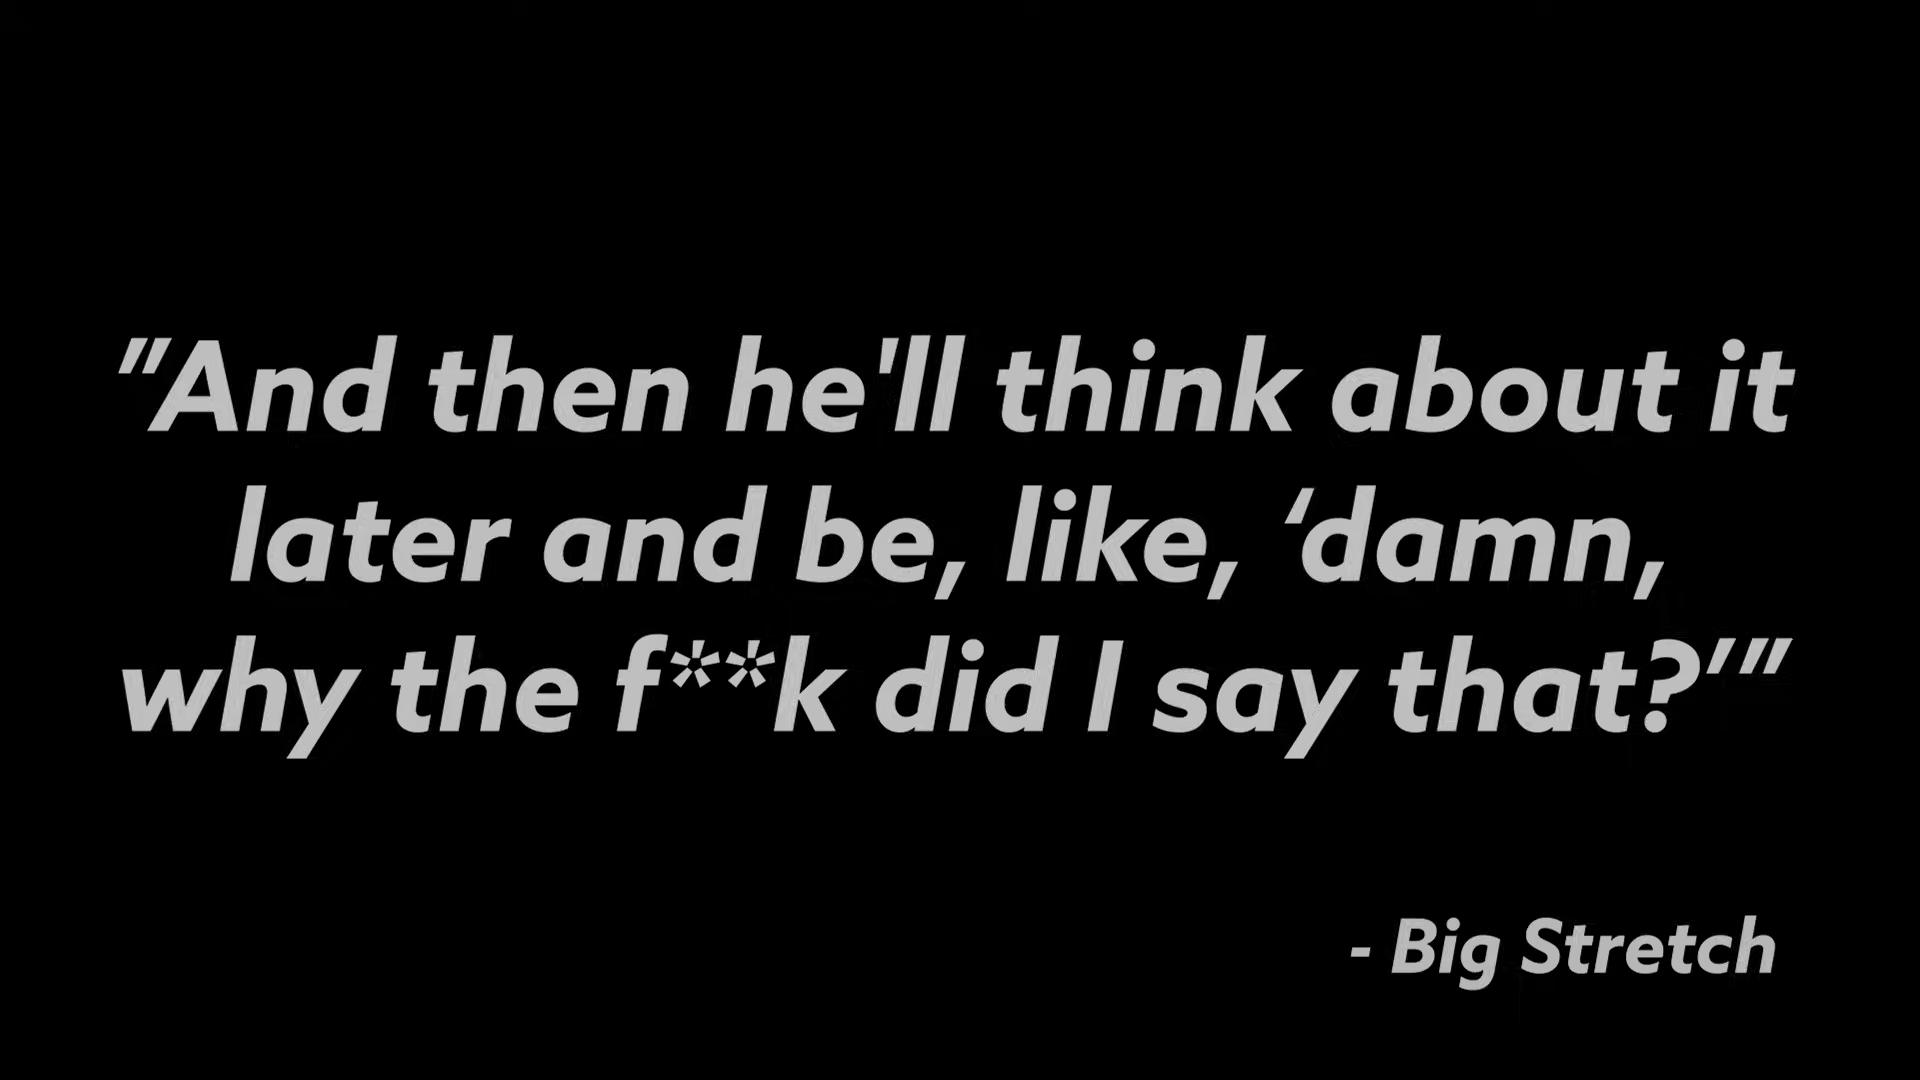 "And then he'll think about it
later and be, like, ‘damn,
why the f**k did I say that?’"
- Big Stretch